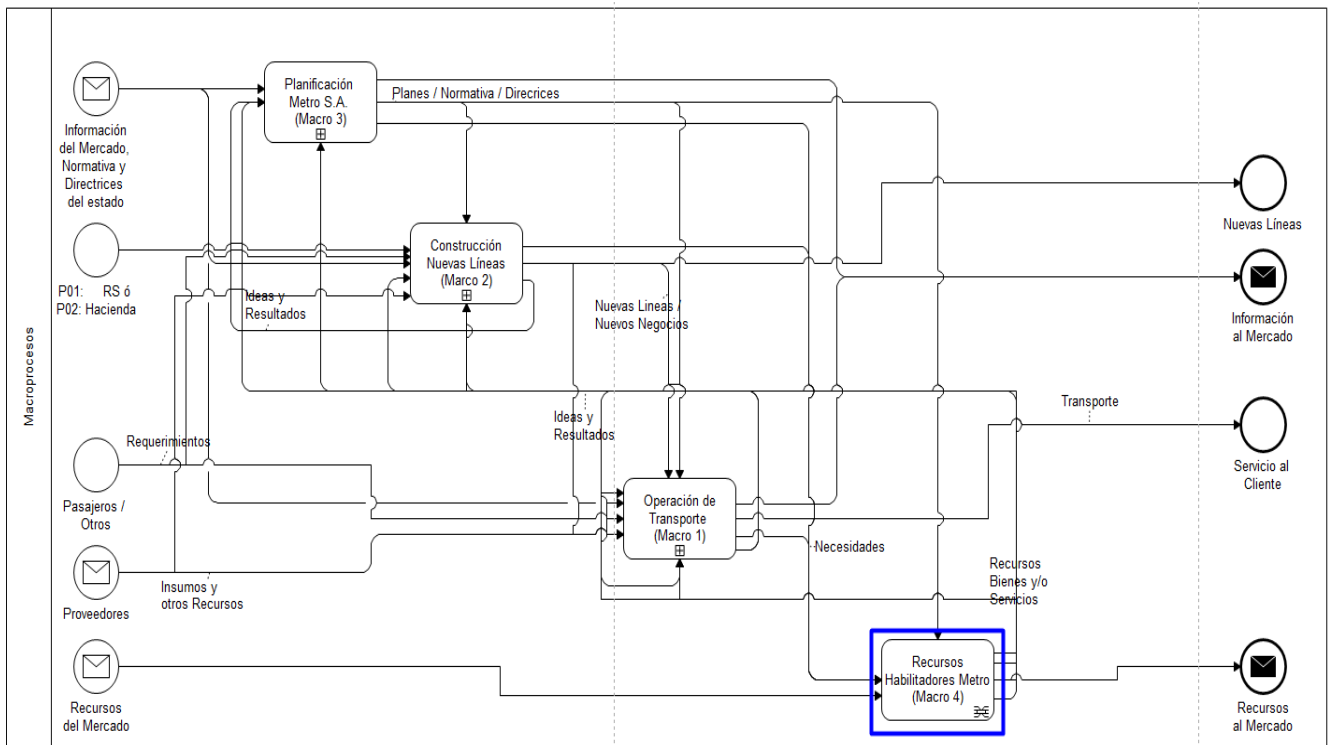 Macroprocesos
Información
del Mercado,
Normativa y
Directrices
del estado
P01: RS ó
P02: Hacienda
Pasajeros /
Otros
Proveedores
Recursos
del Mercado
Planificación
Metro S.A.
(Macro 3)
Planes / Normativa / Direcrices
Construcción
Nuevas Líneas
(Marco 2)
Ideas y
Resultados
Nuevas Lineas /
Nuevos Negocios
Ideas y
Resultados
Requerimientos
Insumos y
otros Recursos
Operación de
Transporte
(Macro 1)
Necesidades
Transporte
Recursos
Bienes y/o
Servicios
Recursos
Habilitadores Metro
(Macro 4)
Nuevas Líneas
Información
al Mercado
Servicio al
Cliente
Recursos
al Mercado